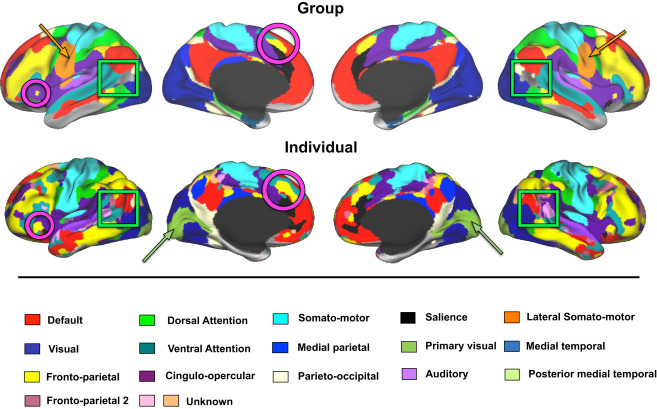 Group
Individual
Default
Dorsal Attention
Somato-motor
Salience
Lateral Somato-motor
Visual
Ventral Attention
Medial parietal
Primary visual
Medial temporal
Fronto-parietal
Cingulo-opercular
Parieto-occipital
Auditory
Posterior medial temporal
Fronto-parietal 2
Unknown